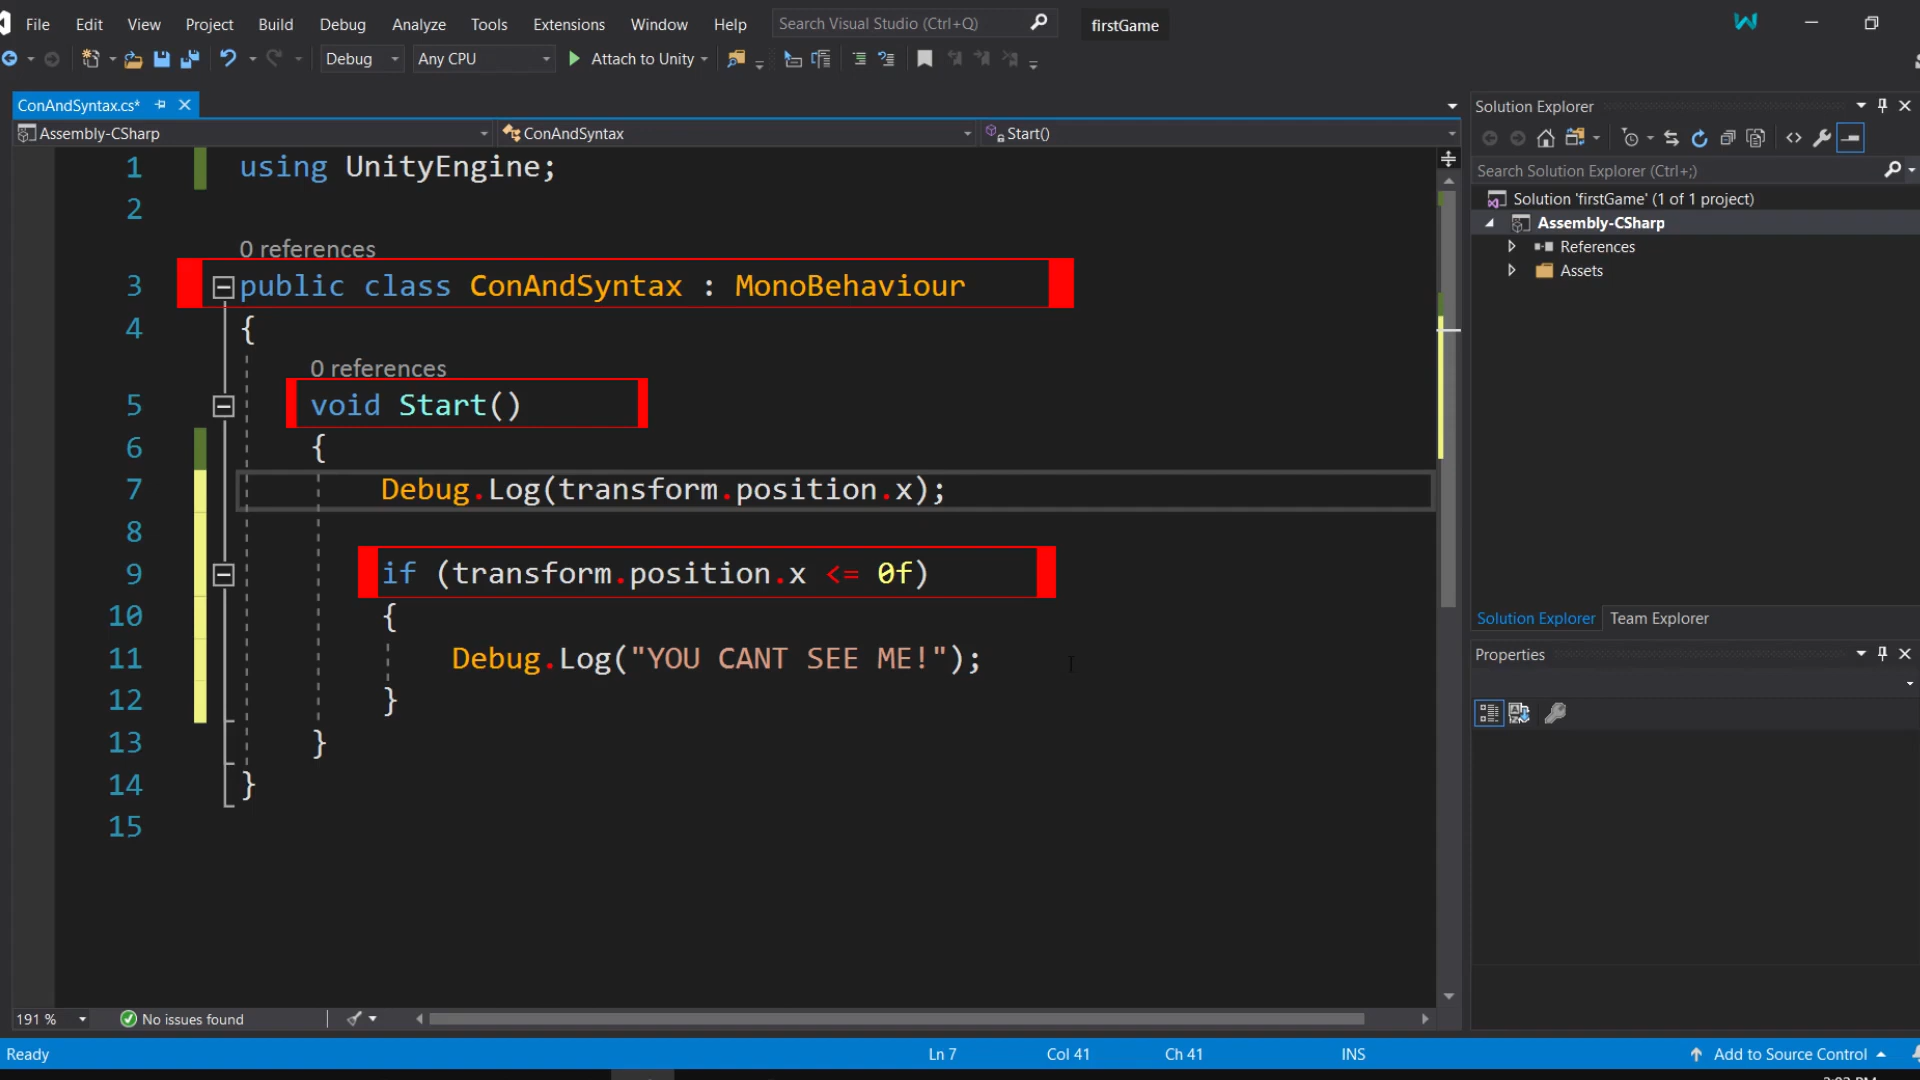 File Edit View Project Build Debug Analyze Tools Extensions Window Help Search Visual Studio (Ctrl+Q) firstGame
Debug Any CPU Attach to Unity
ConAndSyntax.cs*
Assembly-CSharp ConAndSyntax Start()
1 using UnityEngine;
2
0 references
3 public class ConAndSyntax : MonoBehaviour
4 {
0 references
5 void Start()
6 {
7 Debug.Log(transform.position.x);
8
9 if (transform.position.x <= 0f)
10 {
11 Debug.Log("YOU CANT SEE ME!");
12 }
13 }
14 }
15
191 % No issues found
Ready Ln 7 Col 41 Ch 41 INS Add to Source Control
Solution Explorer
Search Solution Explorer (Ctrl+;)
Solution 'firstGame' (1 of 1 project)
Assembly-CSharp
References
Assets
Solution Explorer Team Explorer
Properties